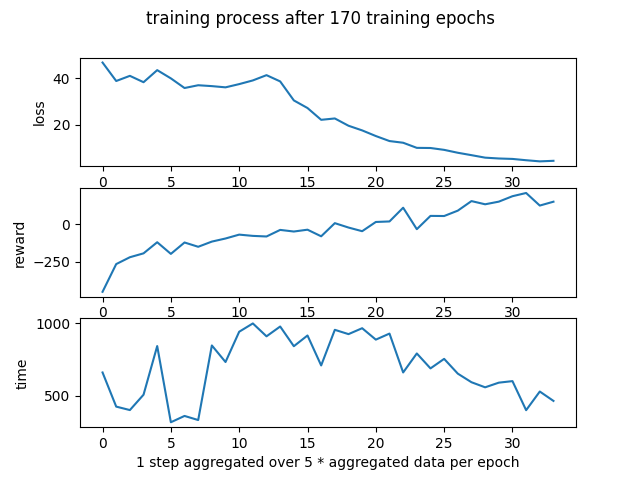 training process after 170 training epochs
40
20
loss
0 5 10 15 20 25 30
0
−250
reward
0 5 10 15 20 25 30
1000
500
time
0 5 10 15 20 25 30
1 step aggregated over 5 * aggregated data per epoch